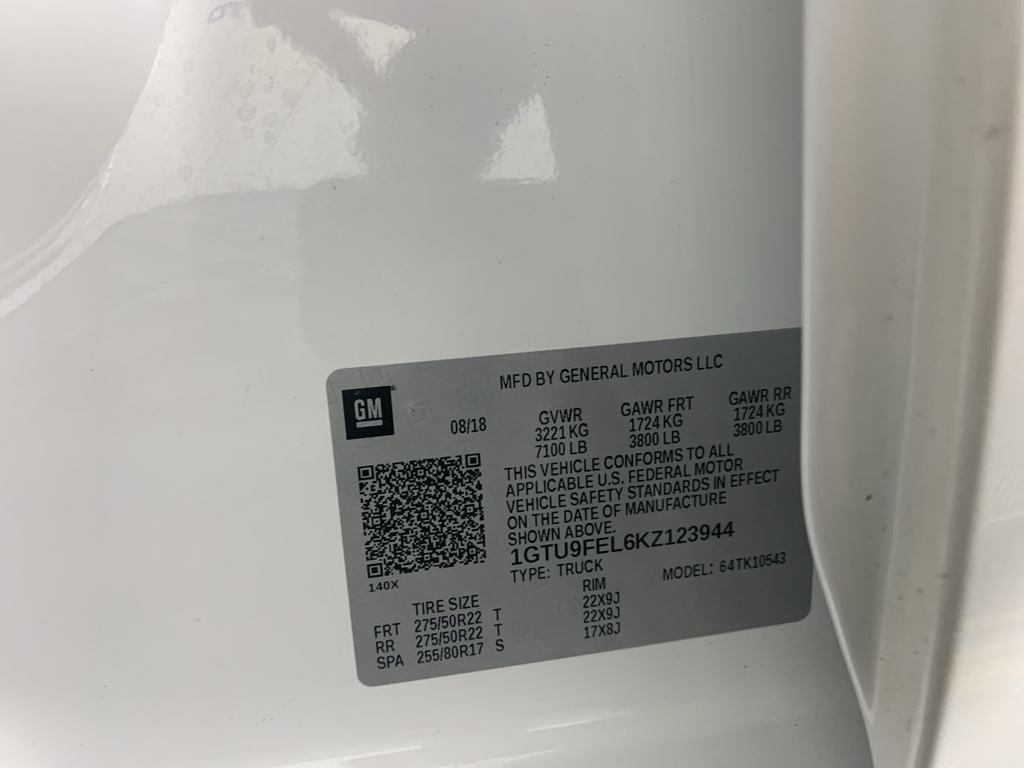 MFD BY GENERAL MOTORS LLC
GM
08/18
GVWR GAWR FRT GAWR RR
3221 KG 1724 KG 1724 KG
7100 LB 3800 LB 3800 LB
THIS VEHICLE CONFORMS TO ALL
APPLICABLE U.S. FEDERAL MOTOR
VEHICLE SAFETY STANDARDS IN EFFECT
ON THE DATE OF MANUFACTURE
SHOWN ABOVE.
1GTU9FEL6KZ123944
TYPE: TRUCK MODEL: 64TK10543
140X
TIRE SIZE RIM
FRT 275/50R22 T 22X9J
RR 275/50R22 T 22X9J
SPA 255/80R17 S 17X8J